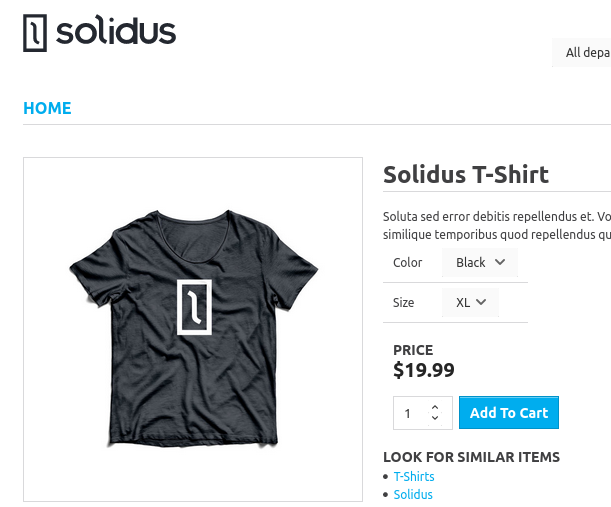 solidus
All depa
HOME
Solidus T-Shirt
Soluta sed error debitis repellendus et. Vo
similique temporibus quod repellendus qu
Color Black
Size XL
PRICE
$19.99
1 Add To Cart
LOOK FOR SIMILAR ITEMS
T-Shirts
Solidus